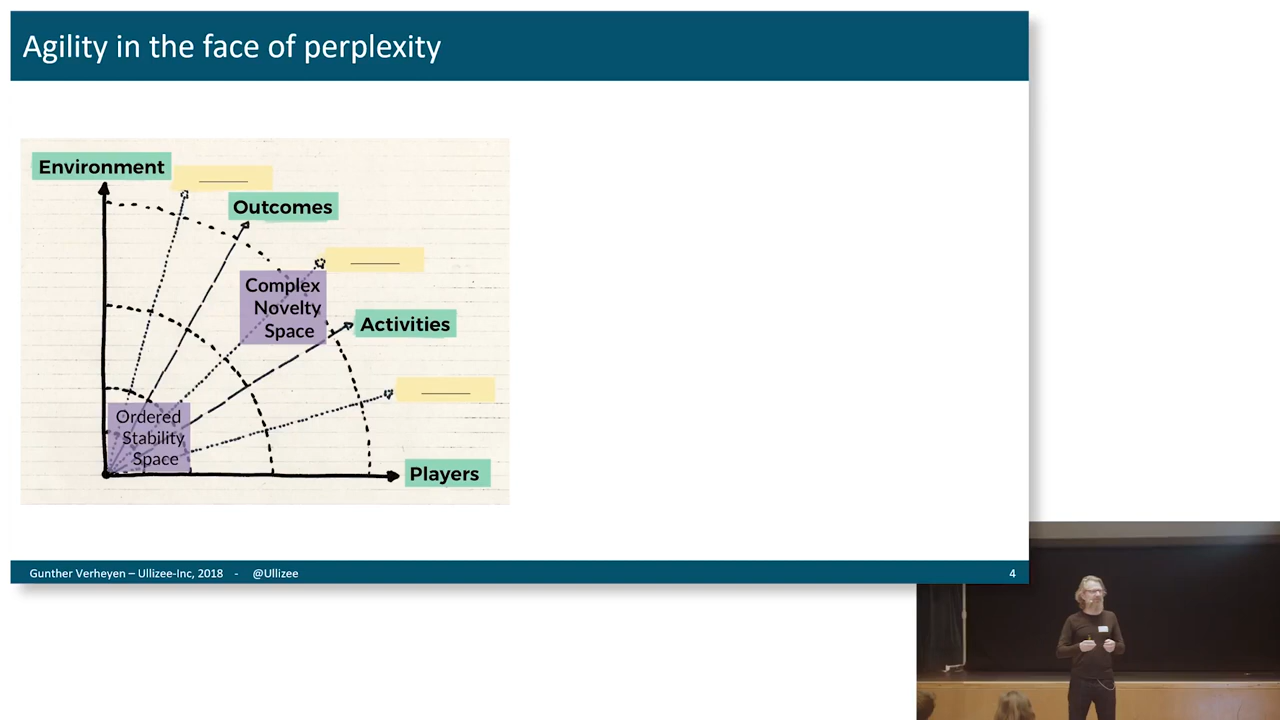 Agility in the face of perplexity
Environment
Outcomes
Complex
Novelty
Space
Activities
Ordered
Stability
Space
Players
Gunther Verheyen – Ullizee-Inc, 2018 - @Ullizee
4